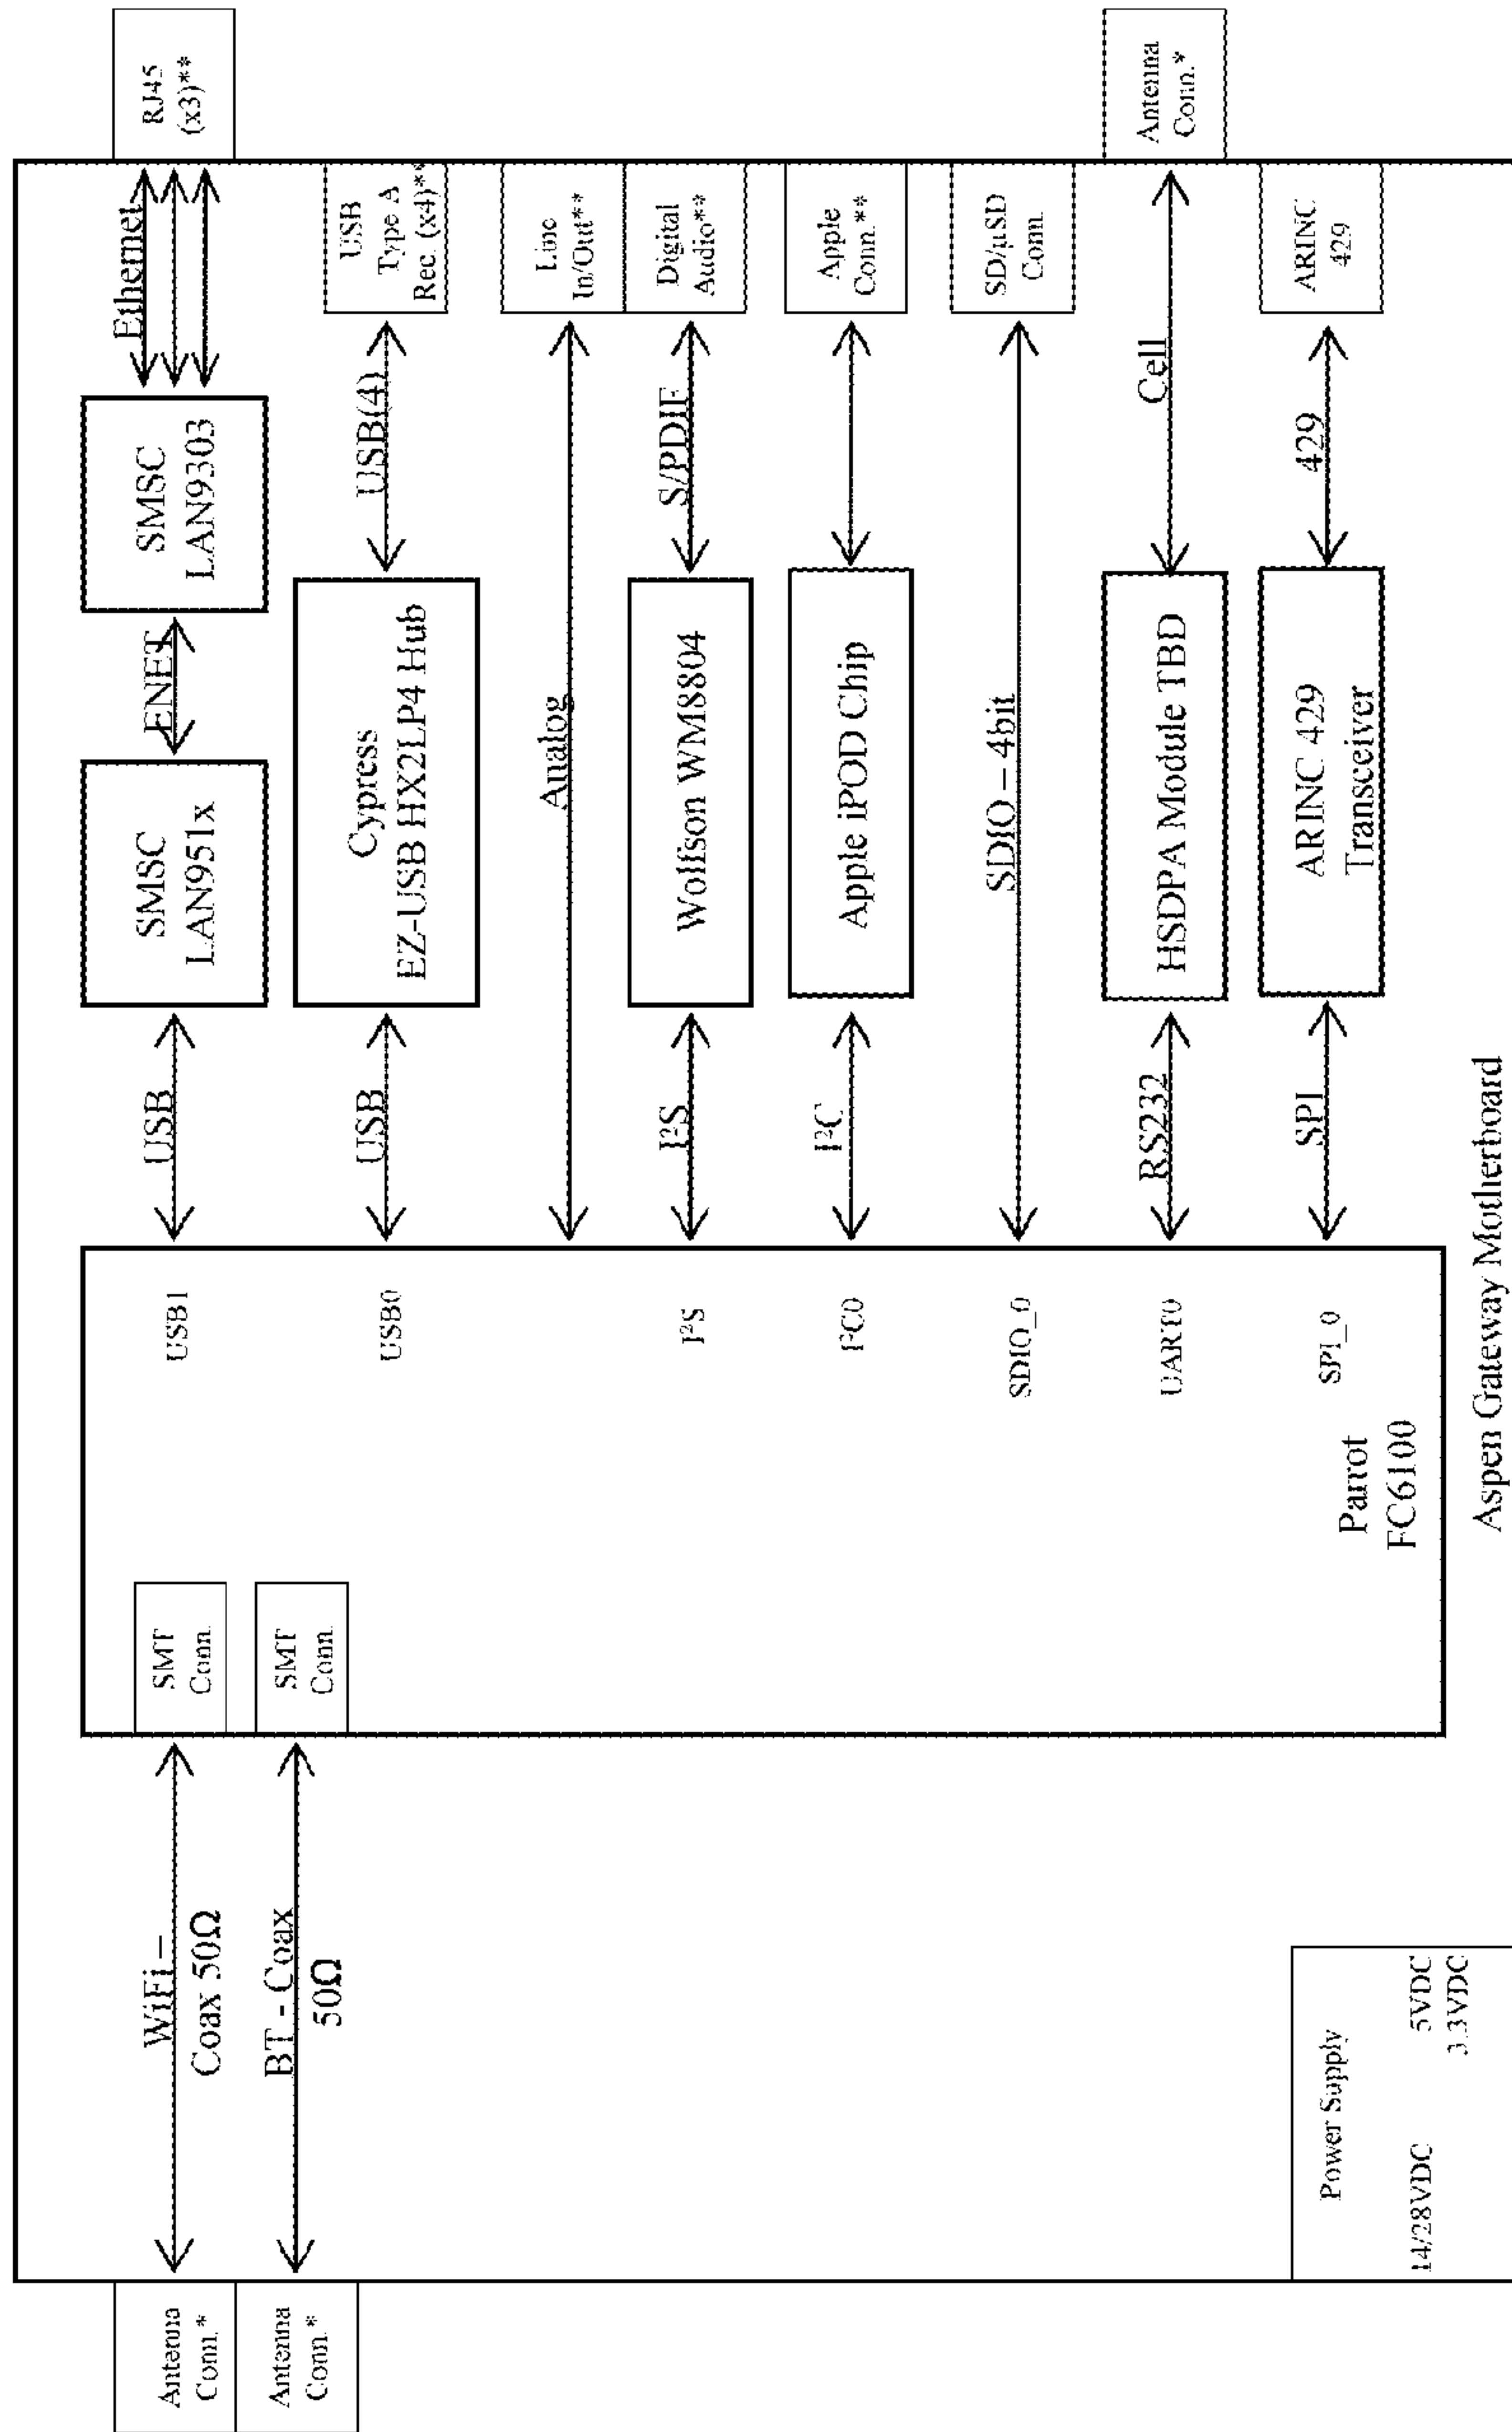 Antenna
Conn.*
Antenna
Conn.*
WiFi –
Coax 50Ω
BT - Coax
50Ω
SMT
Conn.
SMT
Conn.
Parrot
FC6100
USB1
USB0
I²S
I²C0
SDIO_0
UART0
SPI_0
USB
SMSC
LAN951x
ENET
SMSC
LAN9303
Ethernet
RJ45
(x3)**
USB
Cypress
EZ-USB HX2LP4 Hub
USB(4)
USB
Type A
Rec. (x4)**
Analog
Line
In/Out**
I²S
Wolfson WM8804
S/PDIF
Digital
Audio**
I²C
Apple iPOD Chip
Apple
Conn.**
SDIO – 4bit
SD/µSD
Conn.
RS232
HSDPA Module TBD
Cell
Antenna
Conn.*
SPI
ARINC 429
Transceiver
429
ARINC
429
Power Supply
14/28VDC
5VDC
3.3VDC
Aspen Gateway Motherboard